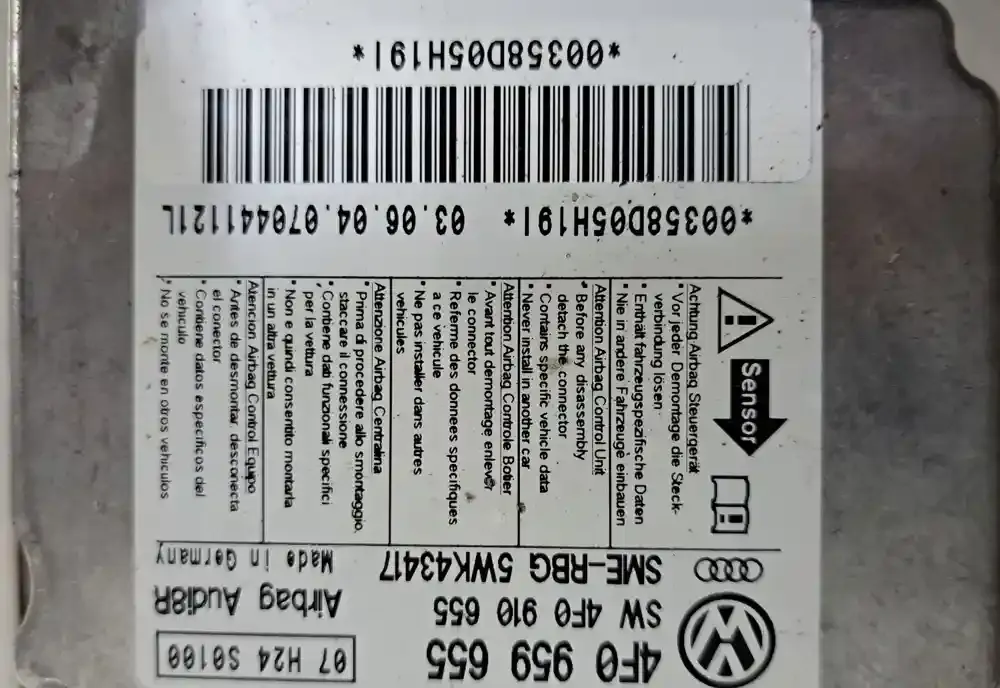 4F0 959 655
07 H24 S0100
SW 4F0 910 655
Airbag Audi8R
SME-RBG 5WK43417
Made in Germany
Sensor
Achtung Airbag Steuergerät
* Vor jeder Demontage die Steck-
verbindung lösen
* Enthält fahrzeugspezifische Daten
* Nie in andere Fahrzeuge einbauen
Attention Airbag Control Unit
* Before any disassembly
detach the connector
* Contains specific vehicle data
* Never install in another car
Attention Airbag Controle Boîtier
* Avant tout demontage enlever
le connector
* Referme des donnees specifiques
a ce vehicule
* Ne pas installer dans autres
vehicules
Attenzione Airbag Centralina
* Prima di procedere allo smontaggio,
staccare il connessione
* Contiene dati funzionali specifici
per la vettura
* Non e quindi consentito montarla
in un altra vettura
Atencion Airbag Control Equipo
* Antes de desmontar, desconecta
el conector
* Contiene datos especificos del
vehiculo
* No se monte en otros vehiculos
*00358D05H19I* 03.06.04.070441121L
*00358D05H19I*